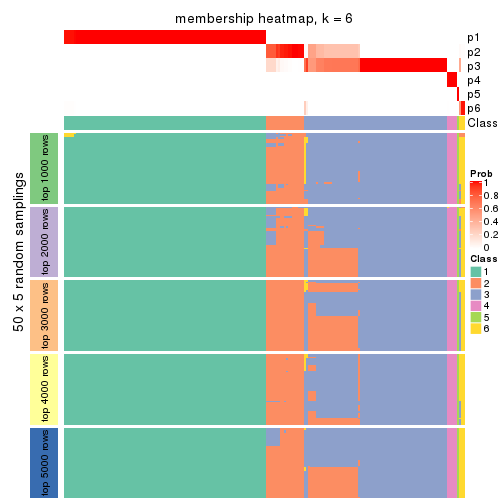 membership heatmap, k = 6
p1
p2
p3
p4
p5
p6
Class
50 x 5 random samplings
top 1000 rows
top 2000 rows
top 3000 rows
top 4000 rows
top 5000 rows
Prob
1
0.8
0.6
0.4
0.2
0
Class
1
2
3
4
5
6